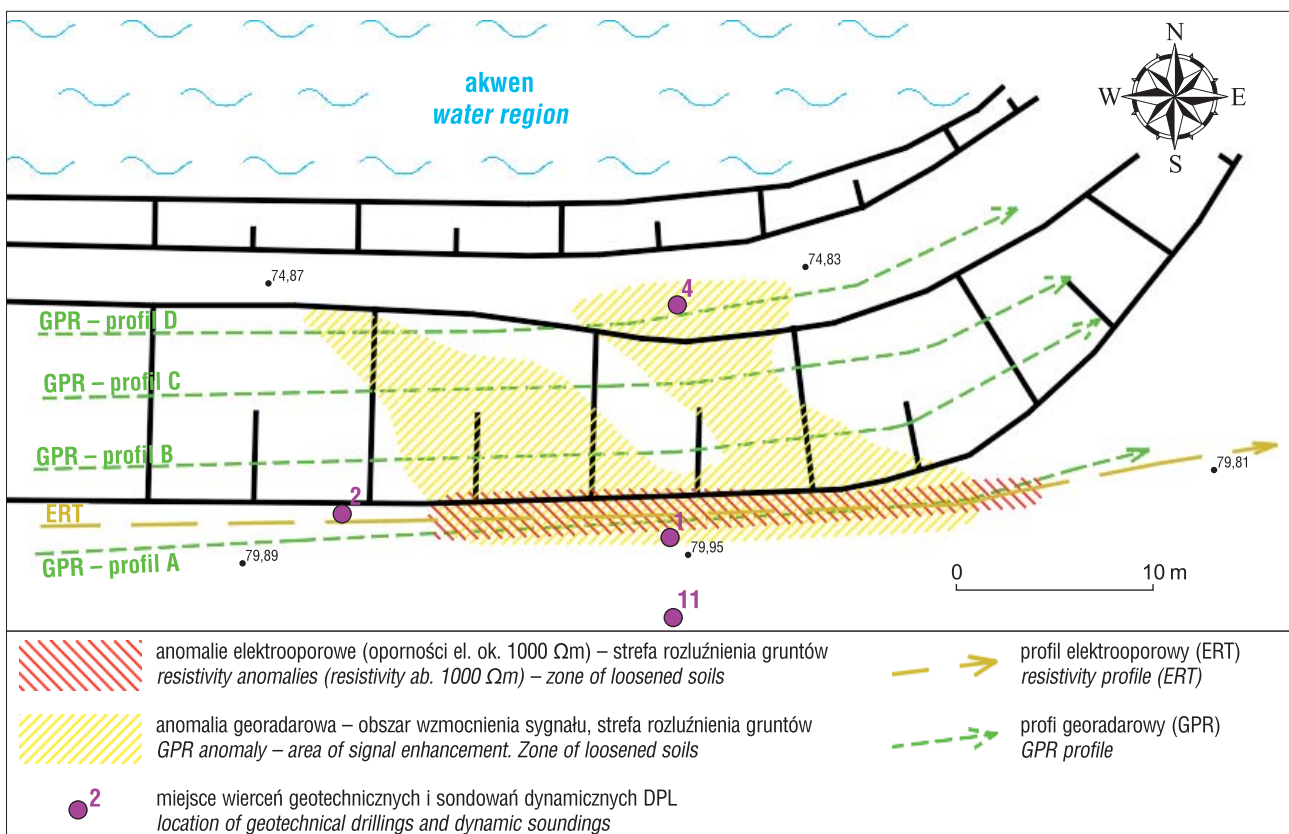 akwen
water region
N
W
E
S
74,87
4
74,83
GPR – profil D
GPR – profil C
GPR – profil B
2
ERT
1
79,81
79,89
79,95
GPR – profil A
11
0
10 m
anomalie elektrooporowe (oporności el. ok. 1000 Ωm) – strefa rozluźnienia gruntów
resistivity anomalies (resistivity ab. 1000 Ωm) – zone of loosened soils
profil elektrooporowy (ERT)
resistivity profile (ERT)
anomalia georadarowa – obszar wzmocnienia sygnału, strefa rozluźnienia gruntów
GPR anomaly – area of signal enhancement. Zone of loosened soils
profi georadarowy (GPR)
GPR profile
2
miejsce wierceń geotechnicznych i sondowań dynamicznych DPL
location of geotechnical drillings and dynamic soundings